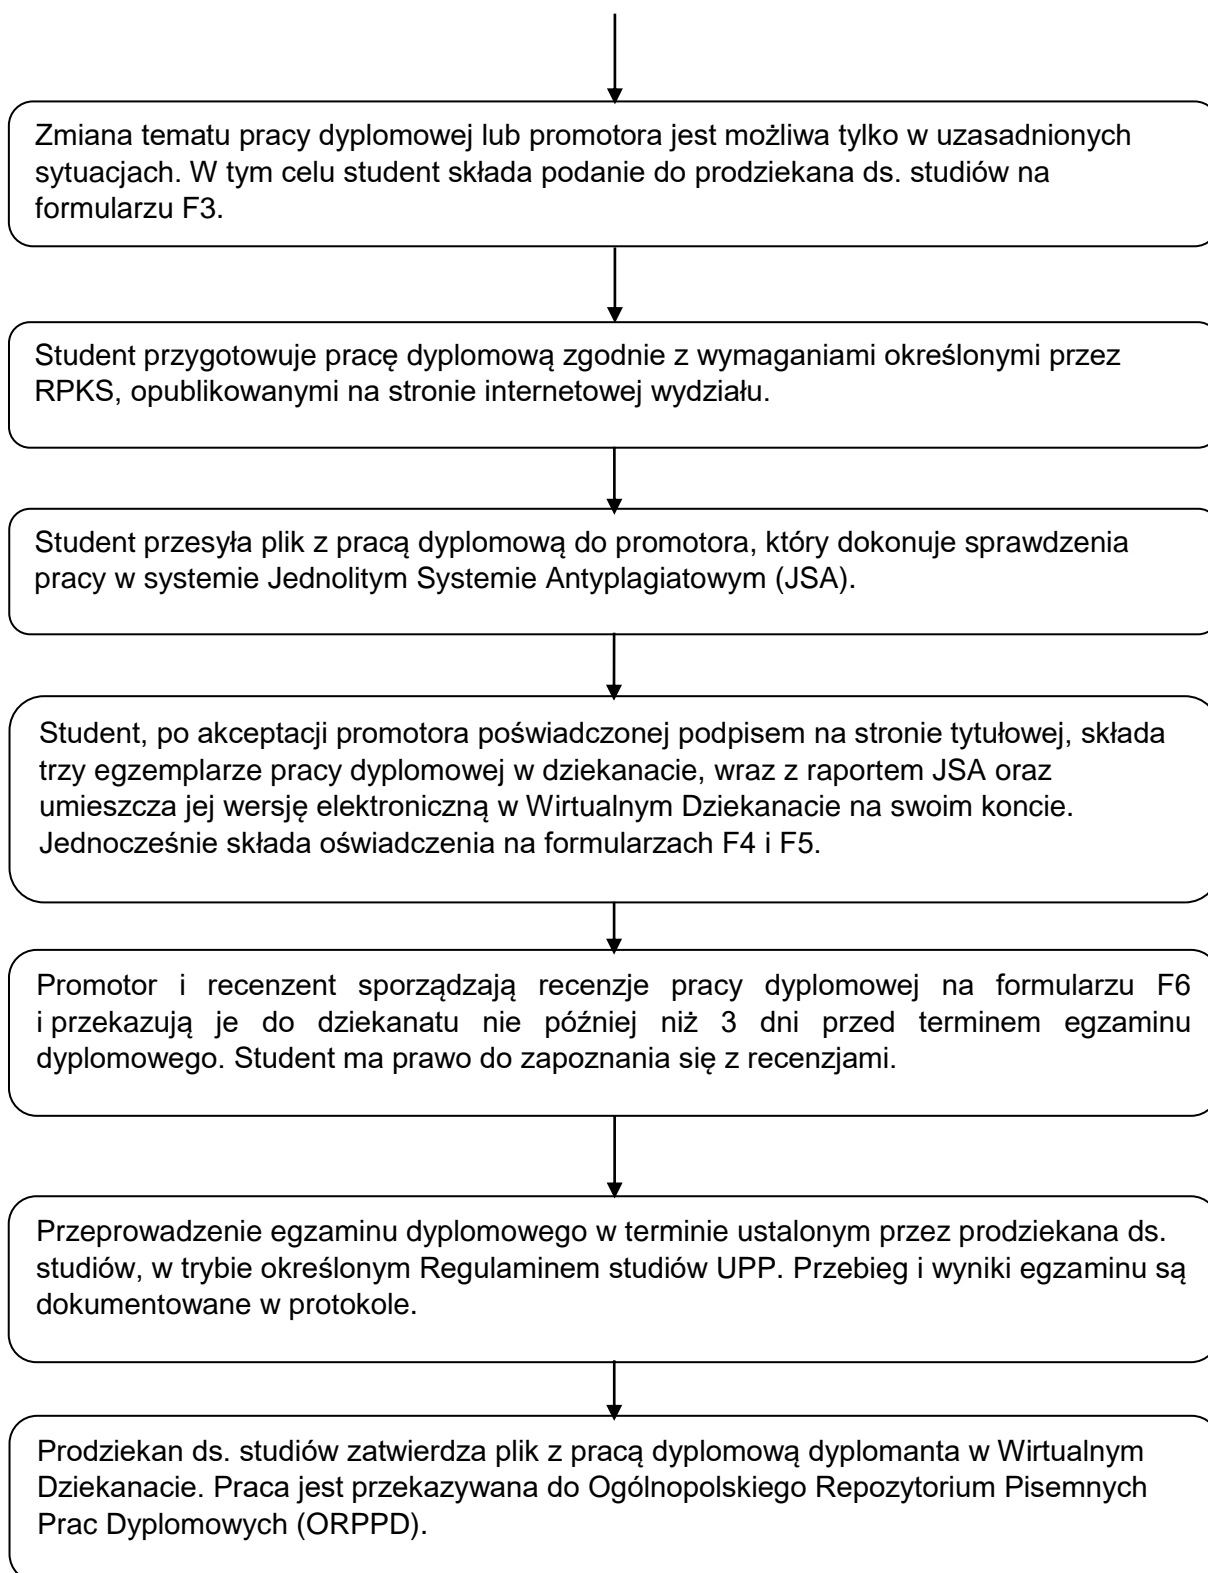 Zmiana tematu pracy dyplomowej lub promotora jest możliwa tylko w uzasadnionych
sytuacjach. W tym celu student składa podanie do prodziekana ds. studiów na
formularzu F3.
Student przygotowuje pracę dyplomową zgodnie z wymaganiami określonymi przez
RPKS, opublikowanymi na stronie internetowej wydziału.
Student przesyła plik z pracą dyplomową do promotora, który dokonuje sprawdzenia
pracy w systemie Jednolitym Systemie Antyplagiatowym (JSA).
Student, po akceptacji promotora poświadczonej podpisem na stronie tytułowej, składa
trzy egzemplarze pracy dyplomowej w dziekanacie, wraz z raportem JSA oraz
umieszcza jej wersję elektroniczną w Wirtualnym Dziekanacie na swoim koncie.
Jednocześnie składa oświadczenia na formularzach F4 i F5.
Promotor i recenzent sporządzają recenzje pracy dyplomowej na formularzu F6
i przekazują je do dziekanatu nie później niż 3 dni przed terminem egzaminu
dyplomowego. Student ma prawo do zapoznania się z recenzjami.
Przeprowadzenie egzaminu dyplomowego w terminie ustalonym przez prodziekana ds.
studiów, w trybie określonym Regulaminem studiów UPP. Przebieg i wyniki egzaminu są
dokumentowane w protokole.
Prodziekan ds. studiów zatwierdza plik z pracą dyplomową dyplomanta w Wirtualnym
Dziekanacie. Praca jest przekazywana do Ogólnopolskiego Repozytorium Pisemnych
Prac Dyplomowych (ORPPD).